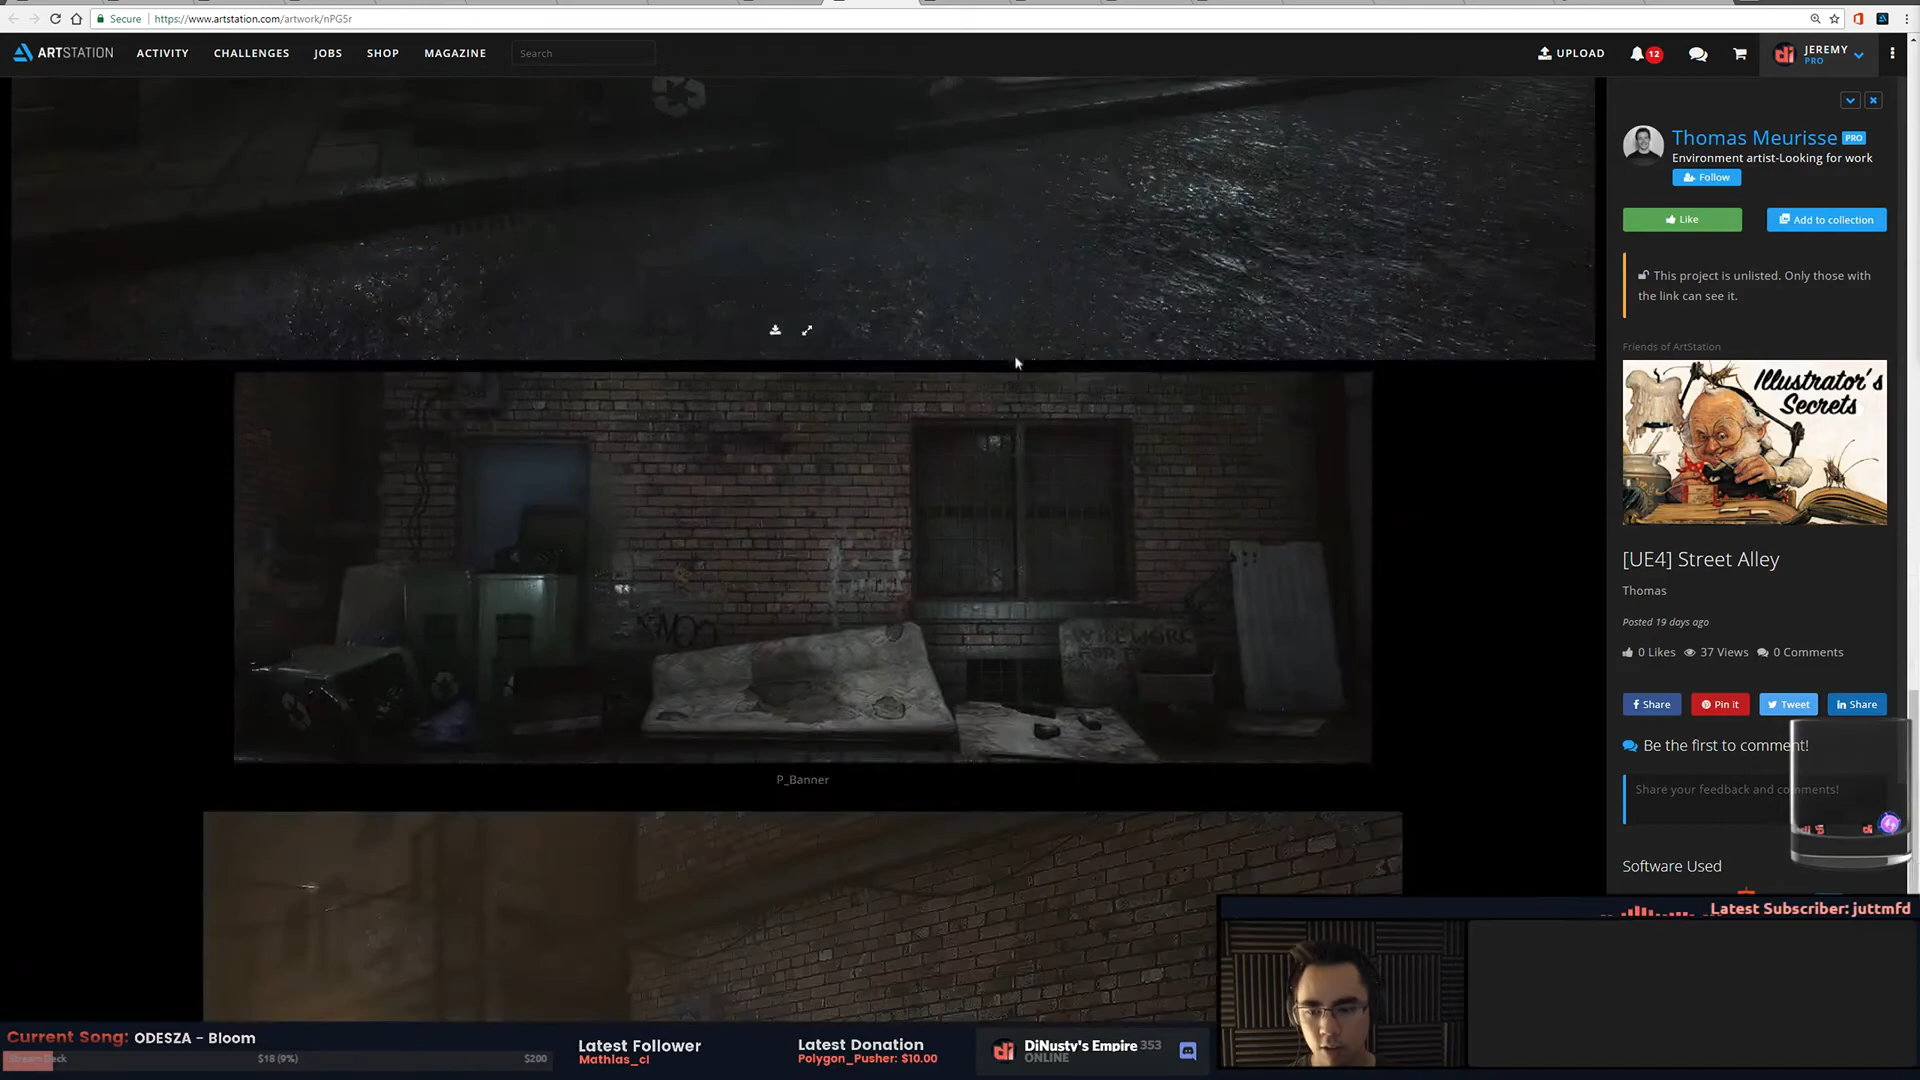 Secure
https://www.artstation.com/artwork/nPG5r
ARTSTATION
ACTIVITY
CHALLENGES
JOBS
SHOP
MAGAZINE
Search
UPLOAD
12
JEREMY
PRO
Thomas Meurisse PRO
Environment artist-Looking for work
Follow
Like
Add to collection
This project is unlisted. Only those with
the link can see it.
Friends of ArtStation
Illustrator's
Secrets
[UE4] Street Alley
Thomas
Posted 19 days ago
0 Likes 37 Views 0 Comments
Share
Pin it
Tweet
Share
Be the first to comment!
Share your feedback and comments!
Software Used
P_Banner
Latest Subscriber: juttmfd
Current Song: ODESZA - Bloom
Stream Deck
$18 (9%)
$200
Latest Follower
Mathias_cl
Latest Donation
Polygon_Pusher: $10.00
DiNusty's Empire 353
ONLINE